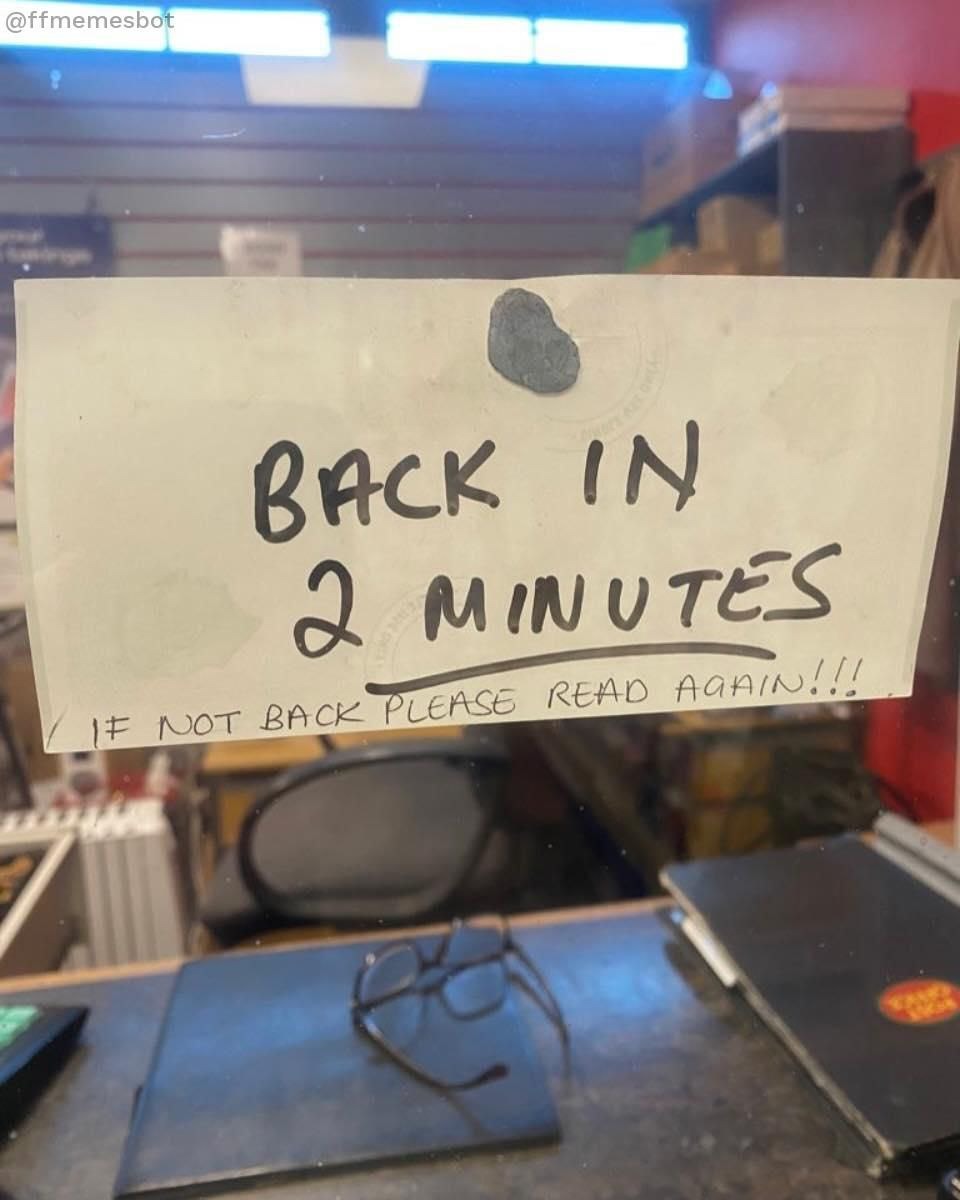 @ffmemesbot
BACK IN
2 MINUTES
IF NOT BACK PLEASE READ AGAIN!!!